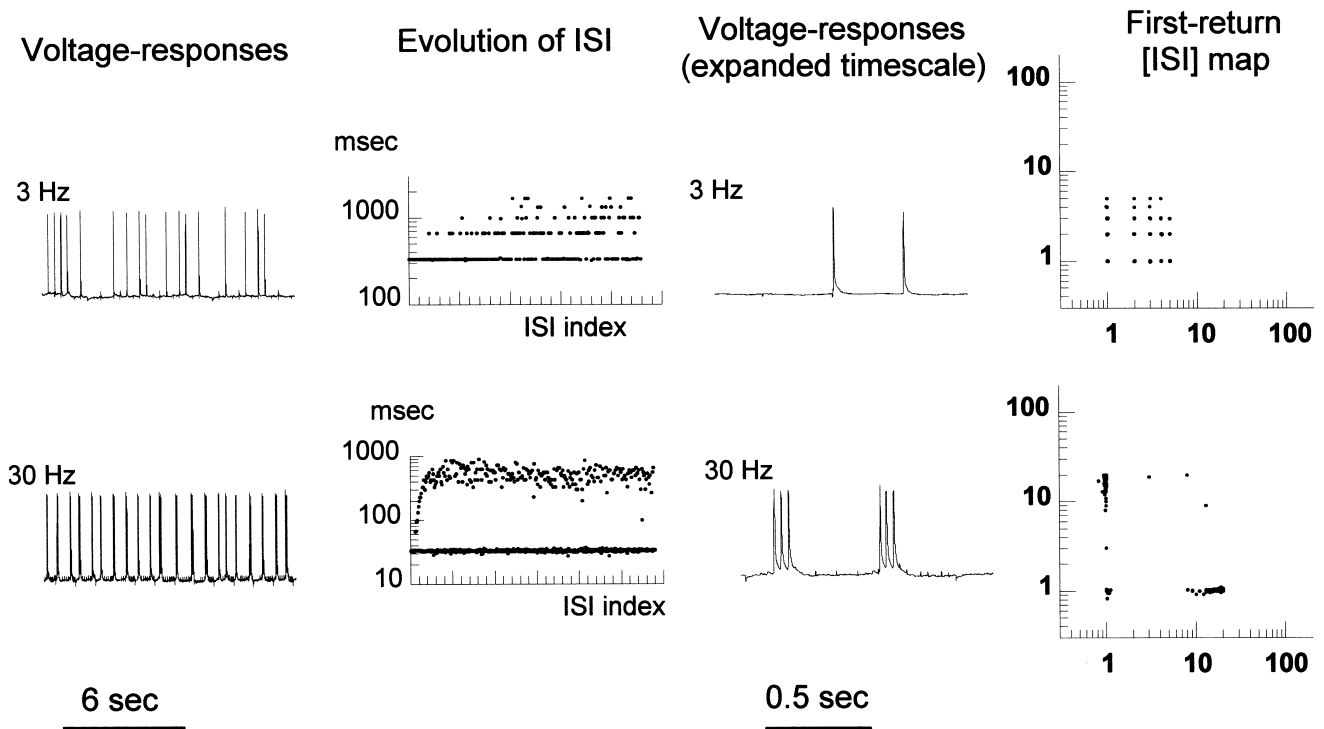 Voltage-responses
Evolution of ISI
Voltage-responses
(expanded timescale)
First-return
[ISI] map
3 Hz
msec
1000
100
ISI index
3 Hz
100
10
1
1 10 100
30 Hz
msec
1000
100
10
ISI index
30 Hz
100
10
1
1 10 100
6 sec
0.5 sec